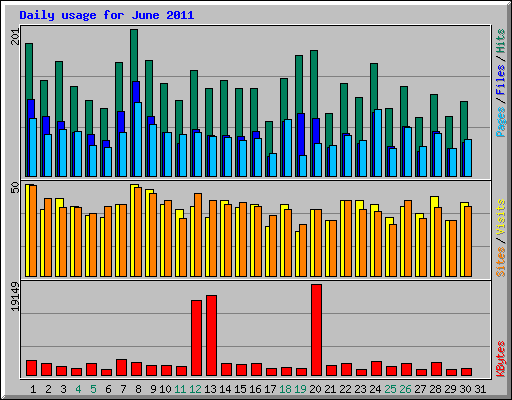 Daily usage for June 2011
201
Pages / Files / Hits
50
Sites / Visits
19149
KBytes
1 2 3 4 5 6 7 8 9 10 11 12 13 14 15 16 17 18 19 20 21 22 23 24 25 26 27 28 29 30 31